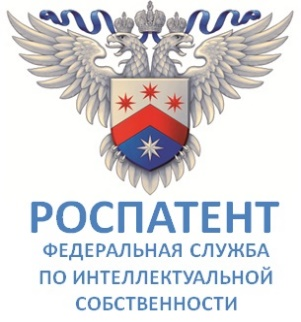 РОСПАТЕНТ
ФЕДЕРАЛЬНАЯ СЛУЖБА
ПО ИНТЕЛЛЕКТУАЛЬНОЙ
СОБСТВЕННОСТИ